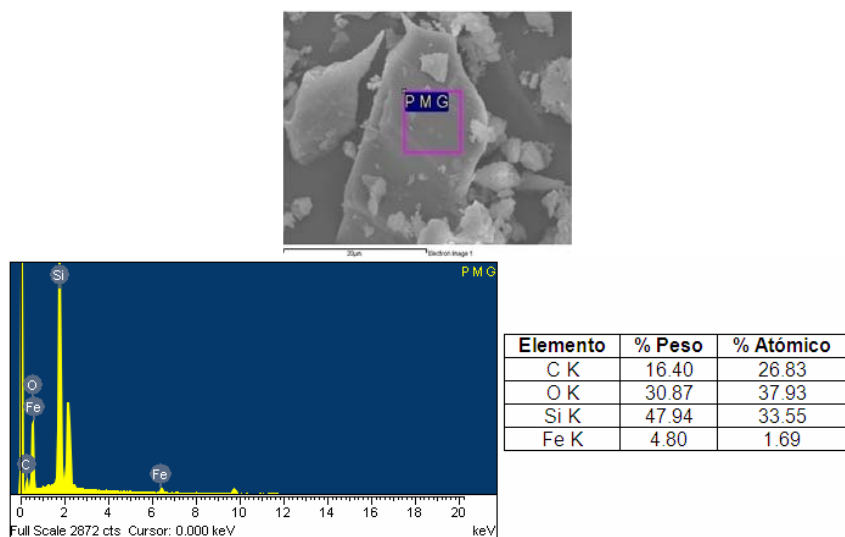 P M G
20µm
Electron Image 1
P M G
Si
O
Fe
C
Fe
0 2 4 6 8 10 12 14 16 18 20
Full Scale 2872 cts Cursor: 0.000 keV keV
Elemento % Peso % Atómico
C K 16.40 26.83
O K 30.87 37.93
Si K 47.94 33.55
Fe K 4.80 1.69